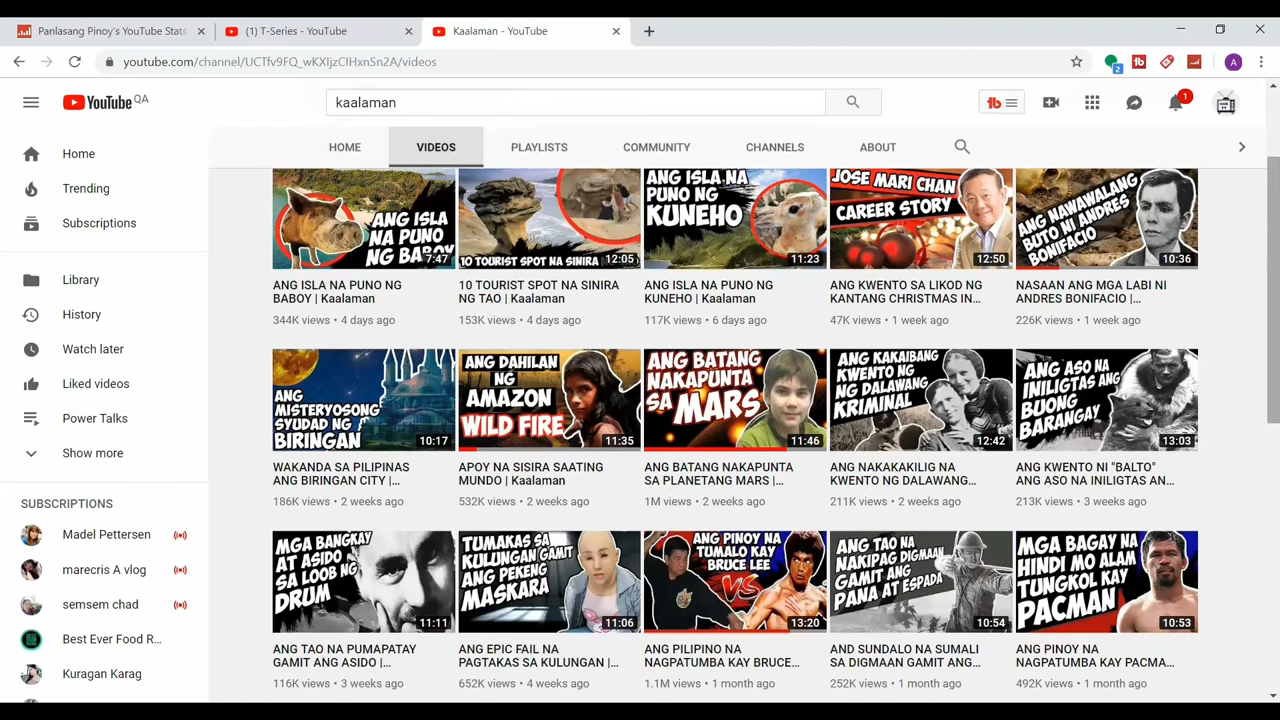 Panlasang Pinoy's YouTube Stats
(1) T-Series - YouTube
Kaalaman - YouTube
youtube.com/channel/UCTfv9FQ_wKXIjzCIHxnSn2A/videos
2
A
YouTube QA
kaalaman
1
HOME
VIDEOS
PLAYLISTS
COMMUNITY
CHANNELS
ABOUT
Home
Trending
Subscriptions
Library
History
Watch later
Liked videos
Power Talks
Show more
SUBSCRIPTIONS
Madel Pettersen
marecris A vlog
semsem chad
Best Ever Food R...
Kuragan Karag
ANG ISLA
NA PUNO
NG BABOY
7:47
ANG ISLA NA PUNO NG
BABOY | Kaalaman
344K views • 4 days ago
10 TOURIST SPOT NA SINIRA
12:05
10 TOURIST SPOT NA SINIRA
NG TAO | Kaalaman
153K views • 4 days ago
ANG ISLA NA
PUNO NG
KUNEHO
11:23
ANG ISLA NA PUNO NG
KUNEHO | Kaalaman
117K views • 6 days ago
JOSE MARI CHAN
CAREER STORY
12:50
ANG KWENTO SA LIKOD NG
KANTANG CHRISTMAS IN...
47K views • 1 week ago
ANG NAWAWALANG
BUTO NI ANDRES
BONIFACIO
10:36
NASAAN ANG MGA LABI NI
ANDRES BONIFACIO |...
226K views • 1 week ago
ANG
MISTERYOSONG
SYUDAD NG
BIRINGAN
10:17
WAKANDA SA PILIPINAS
ANG BIRINGAN CITY |...
186K views • 2 weeks ago
ANG DAHILAN
NG
AMAZON
WILD FIRE
11:35
APOY NA SISIRA SAATING
MUNDO | Kaalaman
532K views • 2 weeks ago
ANG BATANG
NAKAPUNTA
SA MARS
11:46
ANG BATANG NAKAPUNTA
SA PLANETANG MARS |...
1M views • 2 weeks ago
ANG KAKAIBANG
KWENTO NG
NG DALAWANG
KRIMINAL
12:42
ANG NAKAKAKILIG NA
KWENTO NG DALAWANG...
211K views • 2 weeks ago
ANG ASO NA
INILIGTAS ANG
BUONG
BARANGAY
13:03
ANG KWENTO NI "BALTO"
ANG ASO NA INILIGTAS AN...
213K views • 3 weeks ago
MGA BANGKAY
AT ASIDO
SA LOOB NG
DRUM
11:11
ANG TAO NA PUMAPATAY
GAMIT ANG ASIDO |...
116K views • 3 weeks ago
TUMAKAS SA
KULUNGAN GAMIT
ANG PEKENG
MASKARA
11:06
ANG EPIC FAIL NA
PAGTAKAS SA KULUNGAN |...
652K views • 4 weeks ago
ANG PINOY NA
TUMALO KAY
BRUCE LEE
VS
13:20
ANG PILIPINO NA
NAGPATUMBA KAY BRUCE...
1.1M views • 1 month ago
ANG TAO NA
NAKIPAG DIGMAAN
GAMIT ANG
PANA AT ESPADA
10:54
AND SUNDALO NA SUMALI
SA DIGMAAN GAMIT ANG...
252K views • 1 month ago
MGA BAGAY NA
HINDI MO ALAM
TUNGKOL KAY
PACMAN
10:53
ANG PINOY NA
NAGPATUMBA KAY PACMA...
492K views • 1 month ago